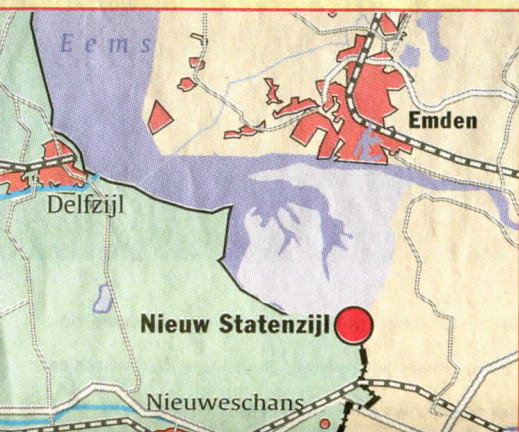 Eems
Emden
Delfzijl
Nieuw Statenzijl
Nieuweschans